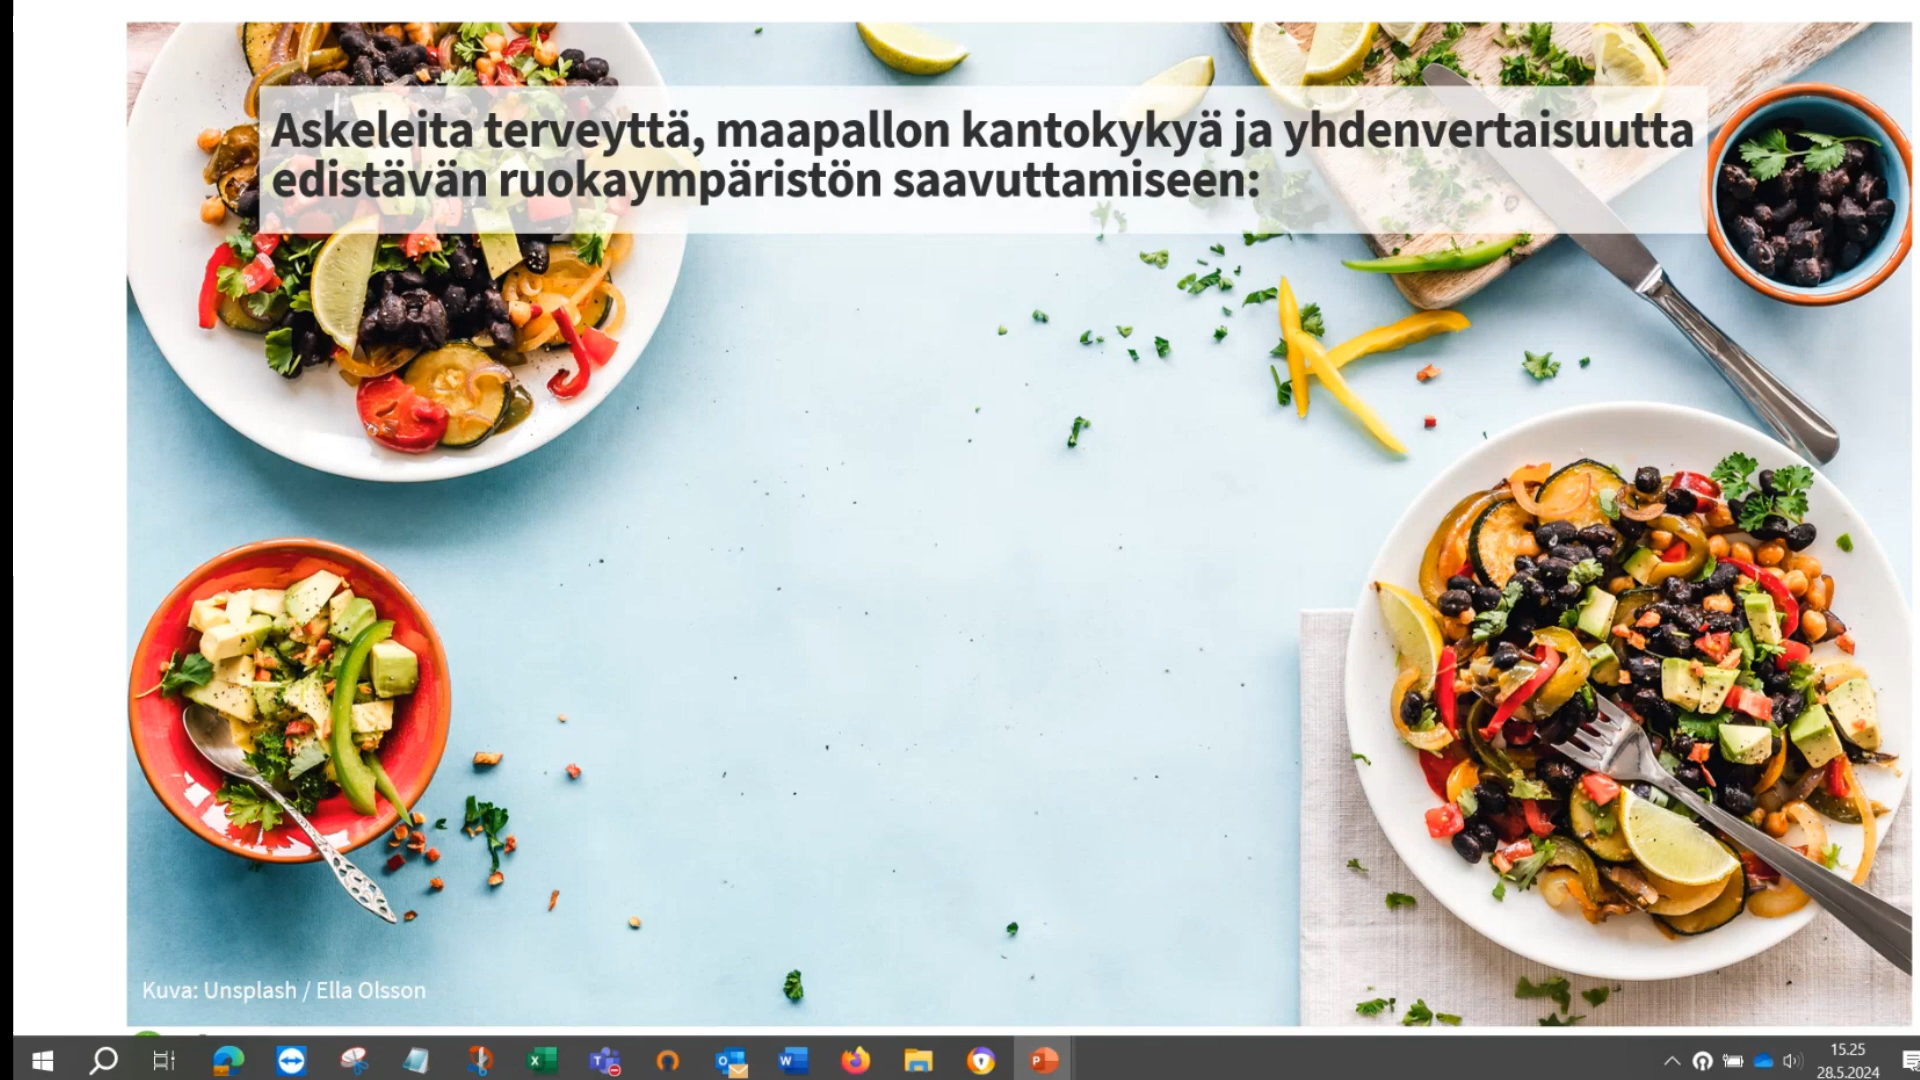 Askeleita terveyttä, maapallon kantokykyä ja yhdenvertaisuutta
edistävän ruokaympäristön saavuttamiseen:
Kuva: Unsplash / Ella Olsson
15.25
28.5.2024